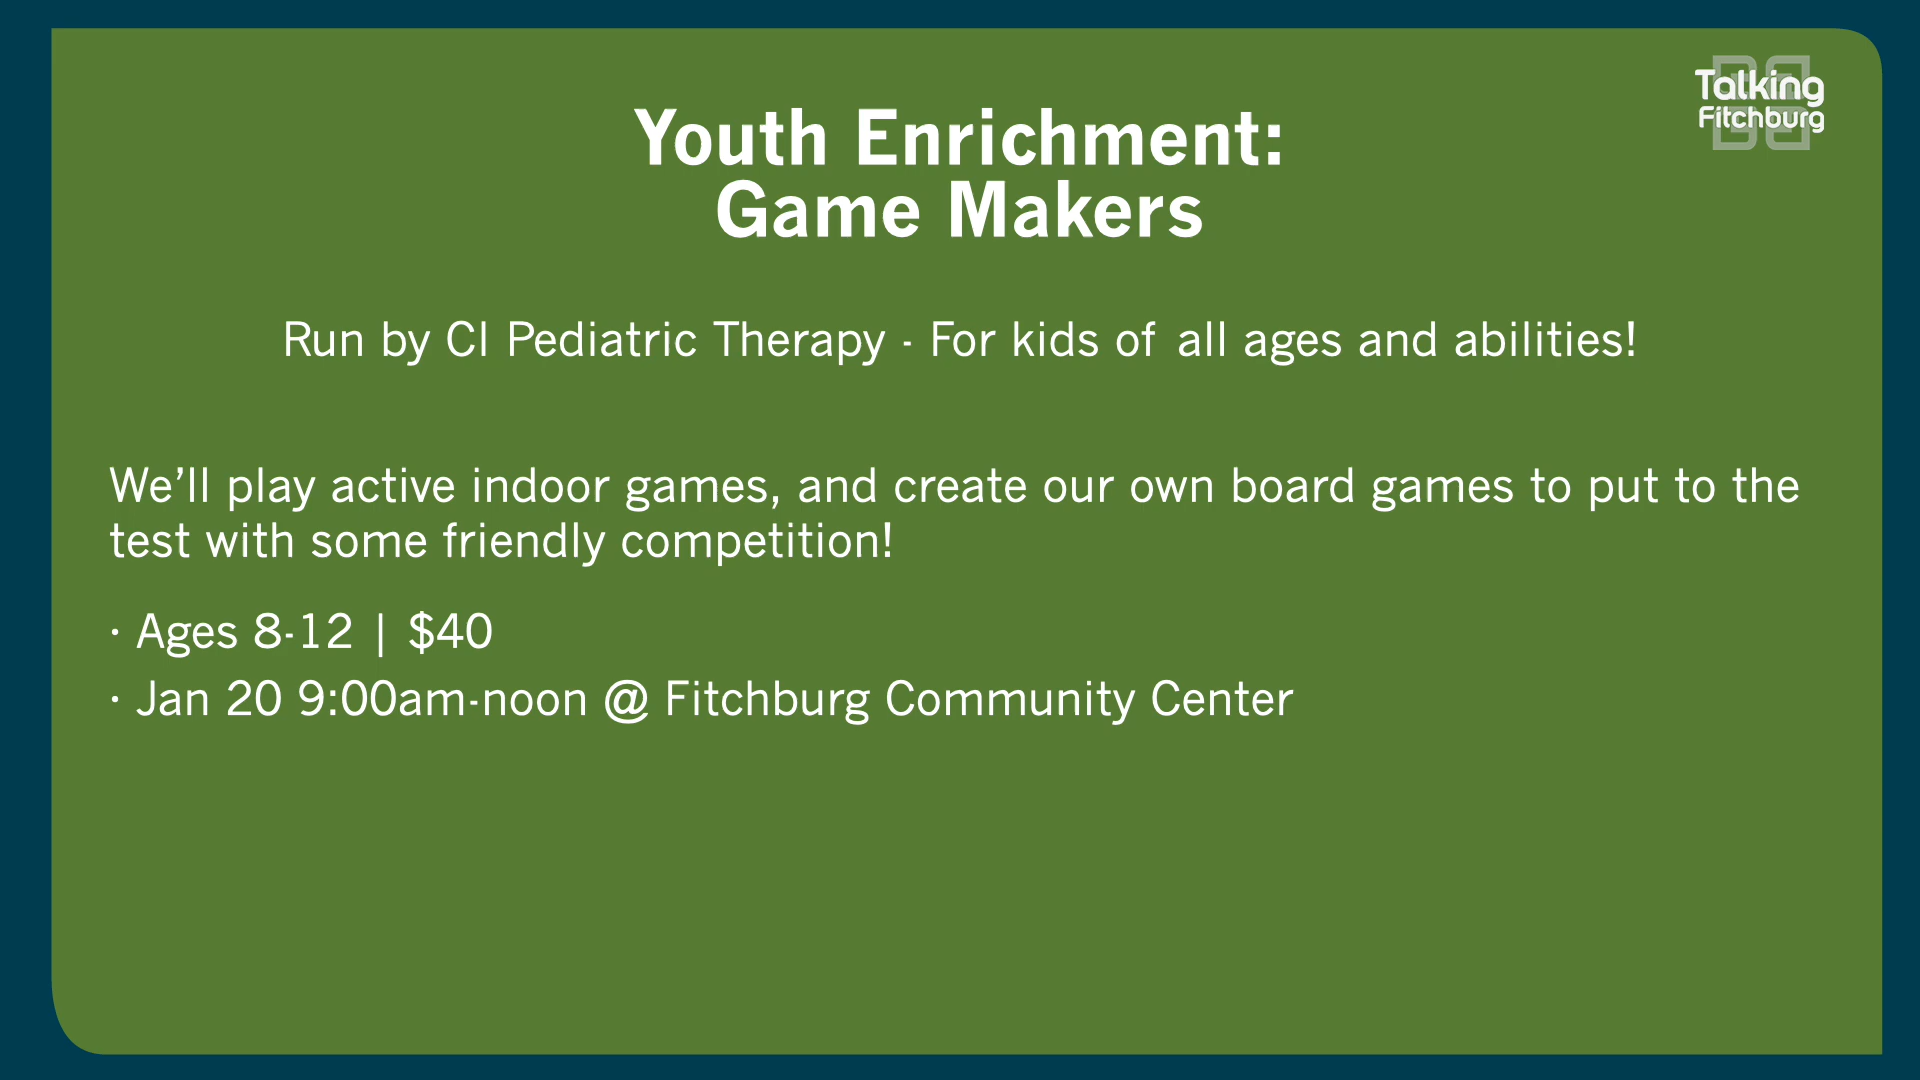 Talking
Fitchburg
Youth Enrichment:
Game Makers
Run by CI Pediatric Therapy - For kids of all ages and abilities!
We’ll play active indoor games, and create our own board games to put to the
test with some friendly competition!
· Ages 8-12 | $40
· Jan 20 9:00am-noon @ Fitchburg Community Center